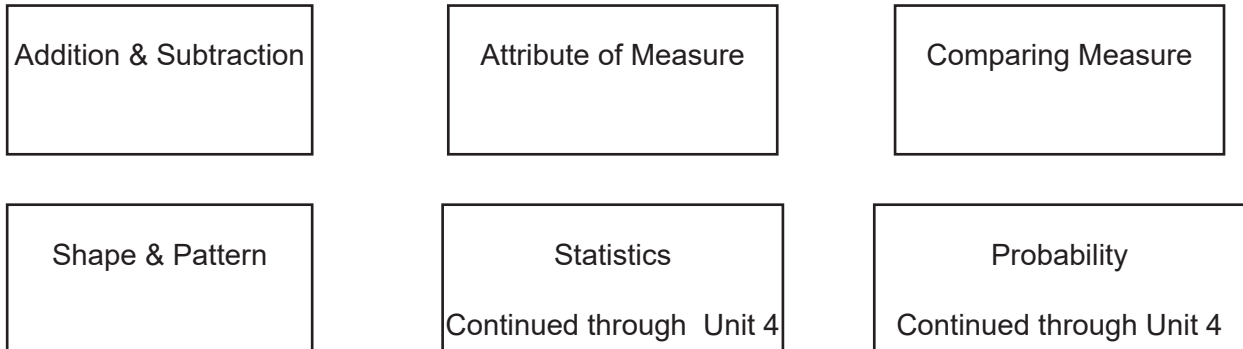 Addition & Subtraction
Attribute of Measure
Comparing Measure
Shape & Pattern
Statistics
Continued through  Unit 4
Probability
Continued through Unit 4